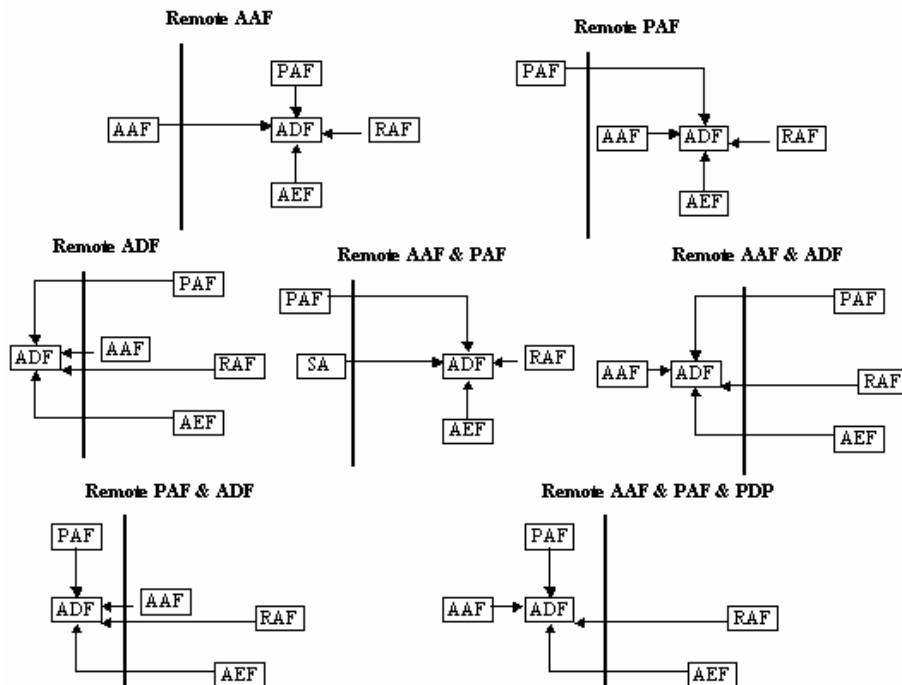 Remote AAF
PAF
AAF
ADF
RAF
AEF
Remote PAF
PAF
AAF
ADF
RAF
AEF
Remote ADF
PAF
ADF
AAF
RAF
AEF
Remote AAF & PAF
PAF
SA
ADF
RAF
AEF
Remote AAF & ADF
PAF
AAF
ADF
RAF
AEF
Remote PAF & ADF
PAF
ADF
AAF
RAF
AEF
Remote AAF & PAF & PDP
PAF
AAF
ADF
RAF
AEF